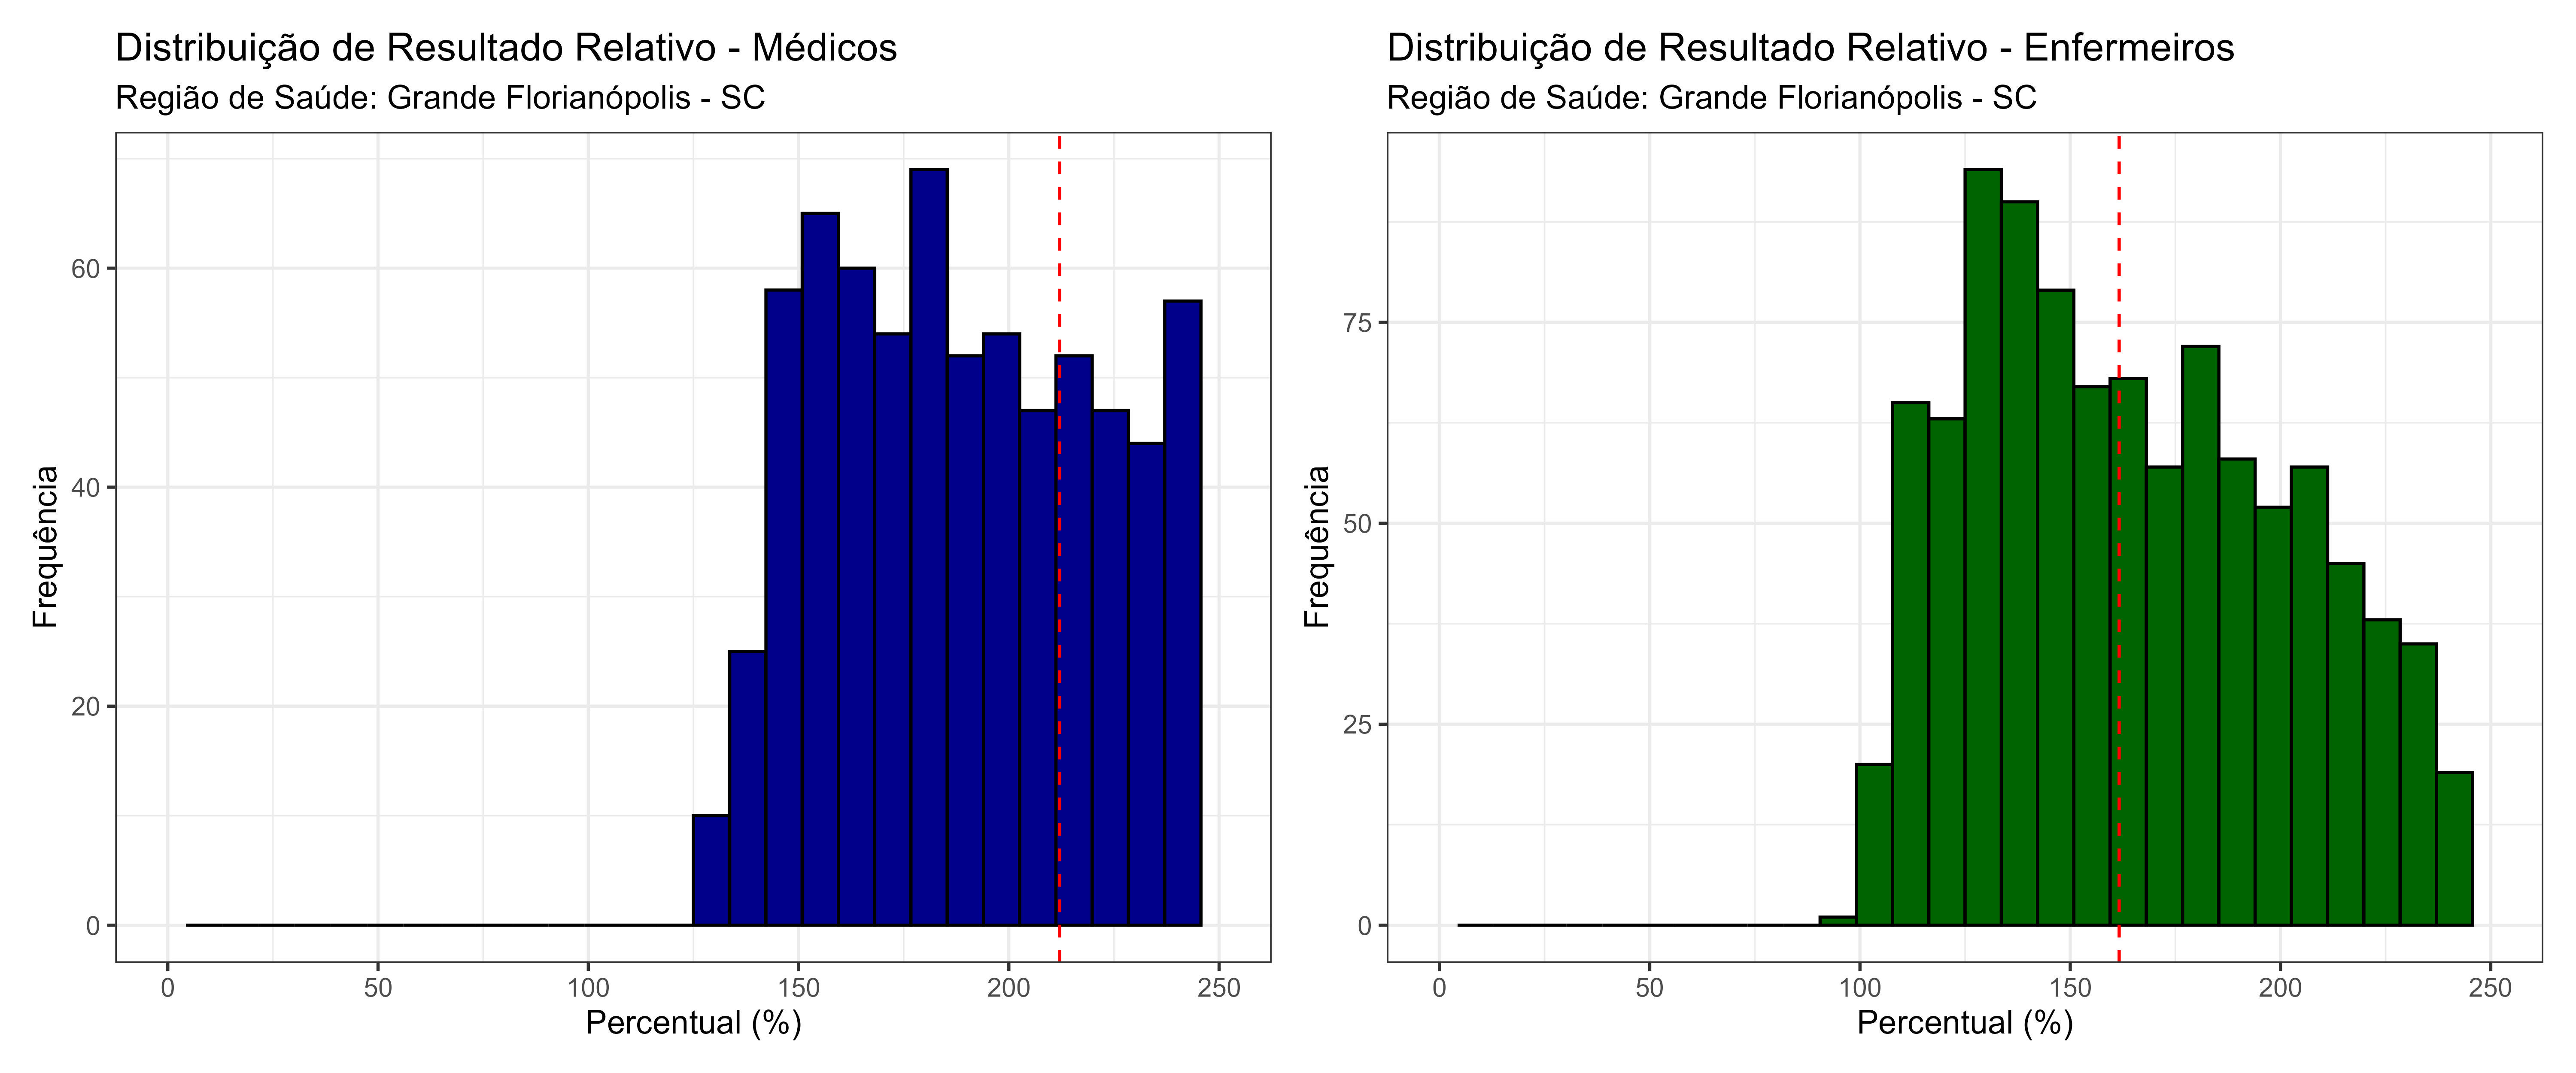 Distribuição de Resultado Relativo - Médicos
Região de Saúde: Grande Florianópolis - SC
Frequência
60
40
20
0
0 50 100 150 200 250
Percentual (%)
Distribuição de Resultado Relativo - Enfermeiros
Região de Saúde: Grande Florianópolis - SC
Frequência
75
50
25
0
0 50 100 150 200 250
Percentual (%)